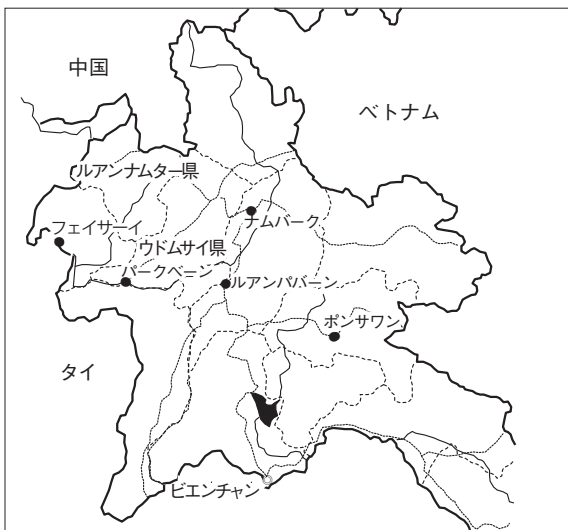 中国
ベトナム
ルアンナムター県
フェイサーイ
ナムバーク
ウドムサイ県
パークベーン
ルアンパバーン
ポンサワン
タイ
ビエンチャン